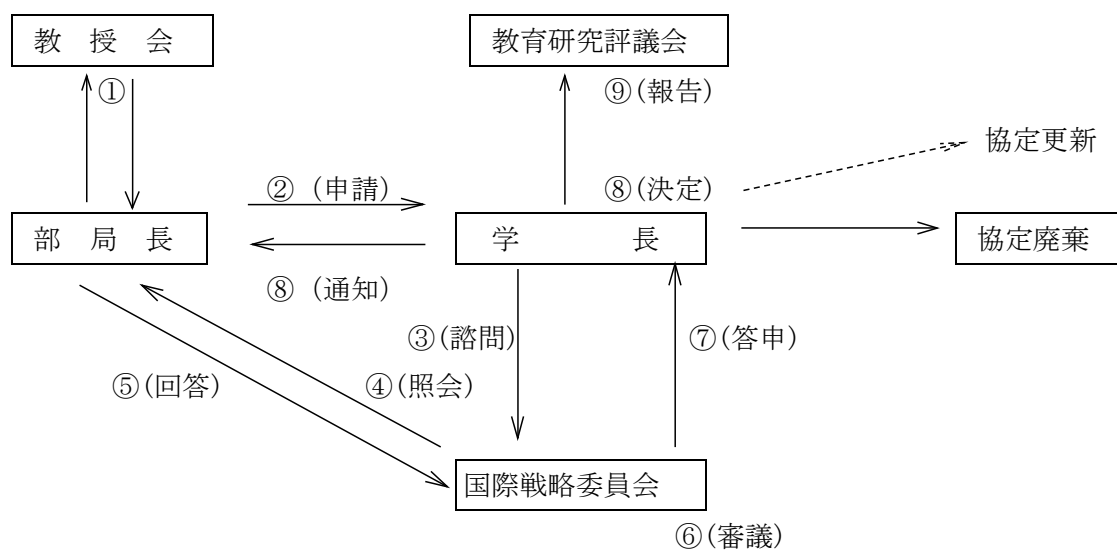 教　授　会
教育研究評議会
①
⑨(報告)
協定更新
②（申請）
⑧(決定)
部　局　長
学　　　長
協定廃棄
⑧（通知）
③(諮問)
⑦(答申)
⑤(回答)
④(照会)
国際戦略委員会
⑥(審議)